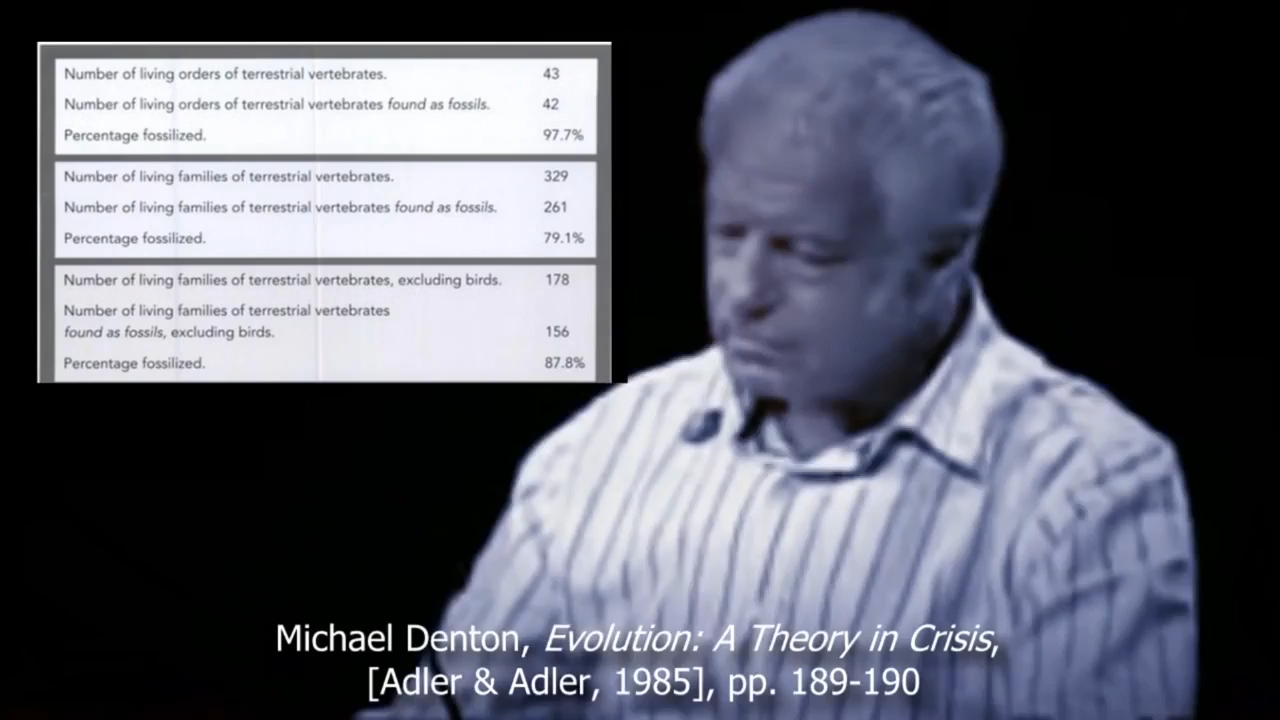 Number of living orders of terrestrial vertebrates. 43
Number of living orders of terrestrial vertebrates found as fossils. 42
Percentage fossilized. 97.7%
Number of living families of terrestrial vertebrates. 329
Number of living families of terrestrial vertebrates found as fossils. 261
Percentage fossilized. 79.1%
Number of living families of terrestrial vertebrates, excluding birds. 178
Number of living families of terrestrial vertebrates
found as fossils, excluding birds. 156
Percentage fossilized. 87.8%
Michael Denton, Evolution: A Theory in Crisis,
[Adler & Adler, 1985], pp. 189-190